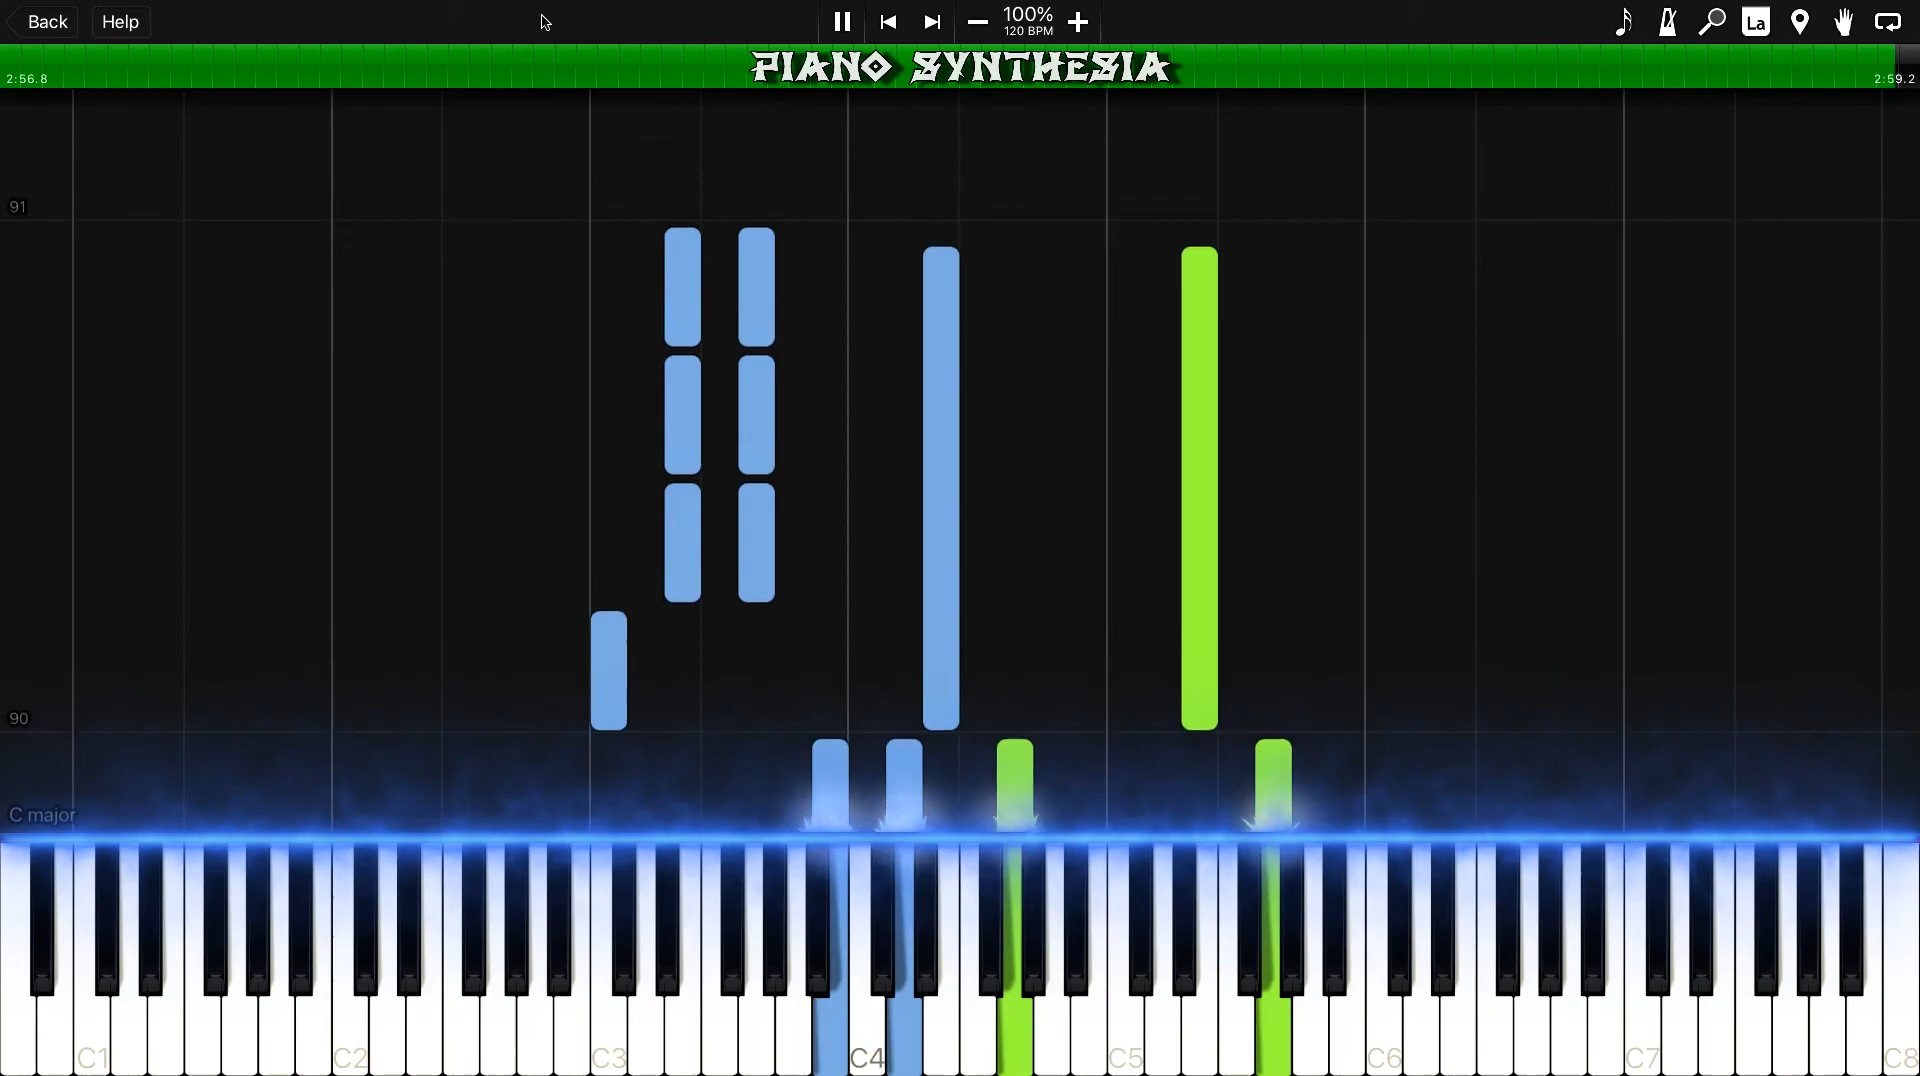 Back
Help
100%
120 BPM
La
2:56.8
PIANO SYNTHESIA
2:59.2
91
90
C major
C1
C2
C3
C4
C5
C6
C7
C8